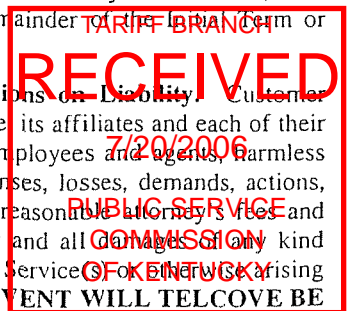 mainder of the Initial Term or
TARIFF BRANCH
RECEIVED
7/20/2006
PUBLIC SERVICE
COMMISSION
OF KENTUCKY
ions on Liability. Customer
its affiliates and each of their
mployees and agents, harmless
nses, losses, demands, actions,
reasonable attorney's fees and
and all damages of any kind
Service(s) or otherwise arising
VENT WILL TELCOVE BE